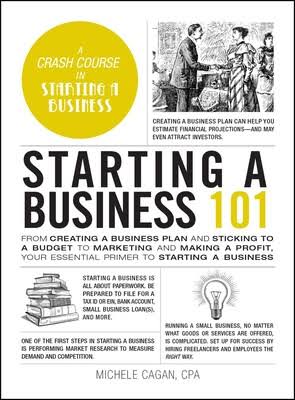 A
CRASH COURSE
IN
STARTING A
BUSINESS
CREATING A BUSINESS PLAN CAN HELP YOU
ESTIMATE FINANCIAL PROJECTIONS—AND MAY
EVEN ATTRACT INVESTORS.
STARTING A
BUSINESS 101
FROM CREATING A BUSINESS PLAN AND STICKING TO
A BUDGET TO MARKETING AND MAKING A PROFIT,
YOUR ESSENTIAL PRIMER TO STARTING A BUSINESS
STARTING A BUSINESS IS
ALL ABOUT PAPERWORK. BE
PREPARED TO FILE FOR A
TAX ID OR EIN, BANK ACCOUNT,
SMALL BUSINESS LOAN(S),
AND MORE.
ONE OF THE FIRST STEPS IN STARTING A BUSINESS
IS PERFORMING MARKET RESEARCH TO MEASURE
DEMAND AND COMPETITION.
RUNNING A SMALL BUSINESS, NO MATTER
WHAT GOODS OR SERVICES ARE OFFERED,
IS COMPLICATED. SET UP FOR SUCCESS BY
HIRING FREELANCERS AND EMPLOYEES THE
RIGHT WAY.
MICHELE CAGAN, CPA